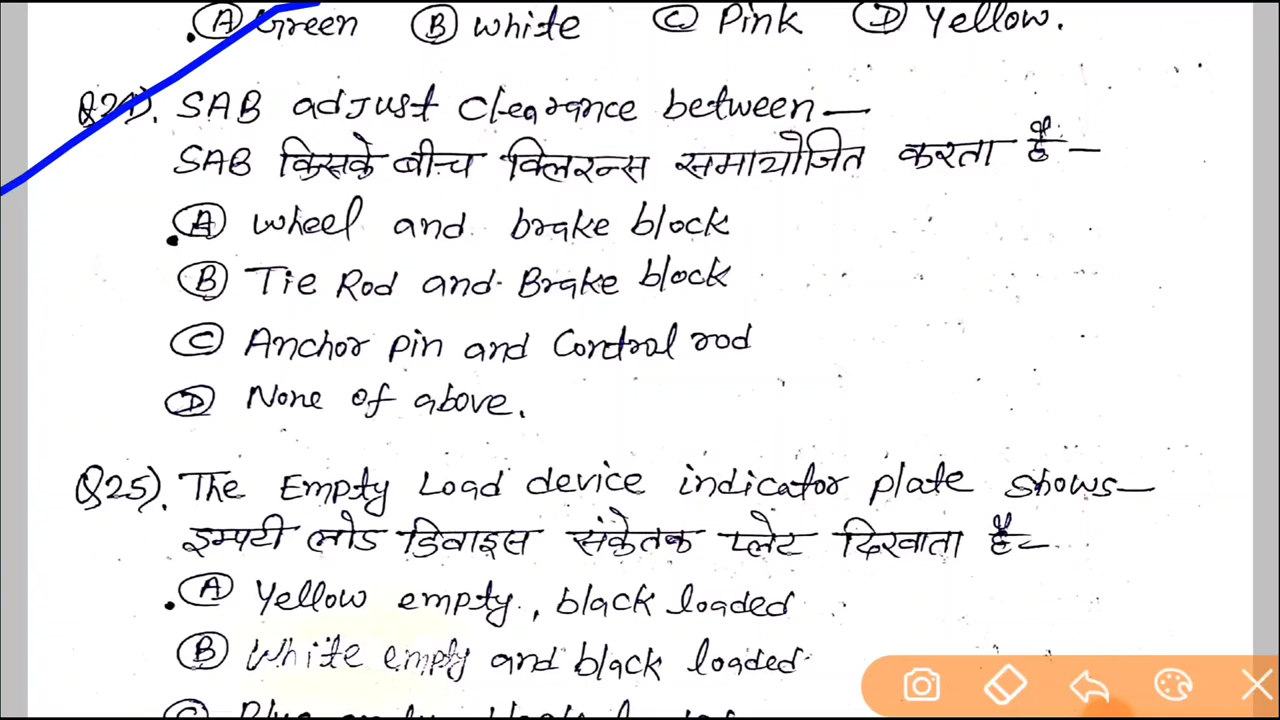 Ⓐ Green Ⓑ White Ⓒ Pink Ⓓ Yellow.
Q24). SAB adjust Clearance between—
SAB किसके बीच क्लिरन्स समायोजित करता है—
Ⓐ Wheel and brake block
Ⓑ Tie Rod and Brake block
Ⓒ Anchor pin and Control rod
Ⓓ None of above.
Q25). The Empty Load device indicator plate shows—
इम्पटी लोड डिवाइस संकेतक प्लेट दिखाता है—
Ⓐ Yellow empty, black loaded
Ⓑ White empty and black loaded